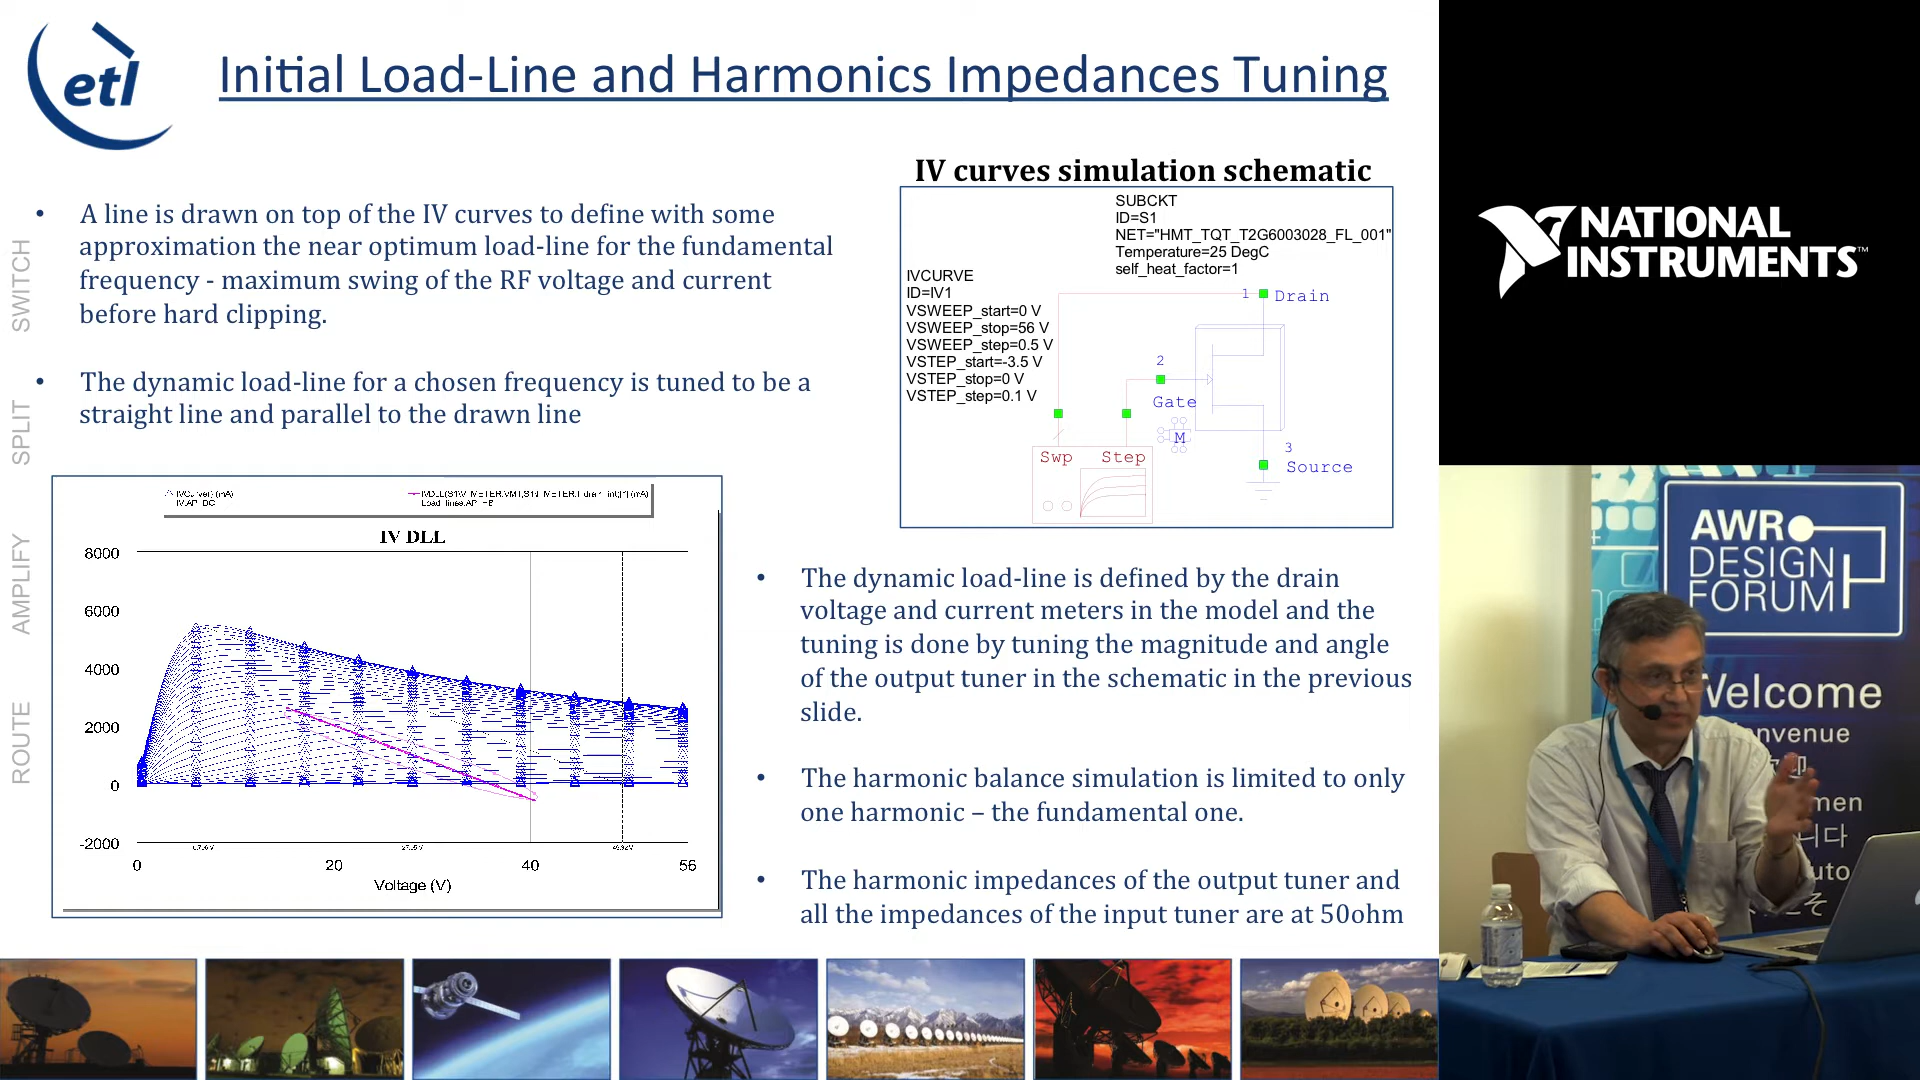 etl
Initial Load-Line and Harmonics Impedances Tuning
SWITCH
SPLIT
AMPLIFY
ROUTE
• A line is drawn on top of the IV curves to define with some
approximation the near optimum load-line for the fundamental
frequency - maximum swing of the RF voltage and current
before hard clipping.
• The dynamic load-line for a chosen frequency is tuned to be a
straight line and parallel to the drawn line
IV curves simulation schematic
SUBCKT
ID=S1
NET="HMT_TQT_T2G6003028_FL_001"
Temperature=25 DegC
self_heat_factor=1
IVCURVE
ID=IV1
VSWEEP_start=0 V
VSWEEP_stop=56 V
VSWEEP_step=0.5 V
VSTEP_start=-3.5 V
VSTEP_stop=0 V
VSTEP_step=0.1 V
1 Drain
2
Gate
M
3
Source
Swp Step
IV DLL
8000
6000
4000
2000
0
-2000
0 20 40 56
Voltage (V)
• The dynamic load-line is defined by the drain
voltage and current meters in the model and the
tuning is done by tuning the magnitude and angle
of the output tuner in the schematic in the previous
slide.
• The harmonic balance simulation is limited to only
one harmonic – the fundamental one.
• The harmonic impedances of the output tuner and
all the impedances of the input tuner are at 50ohm
NATIONAL
INSTRUMENTS™
AWR
DESIGN
FORUM
Welcome